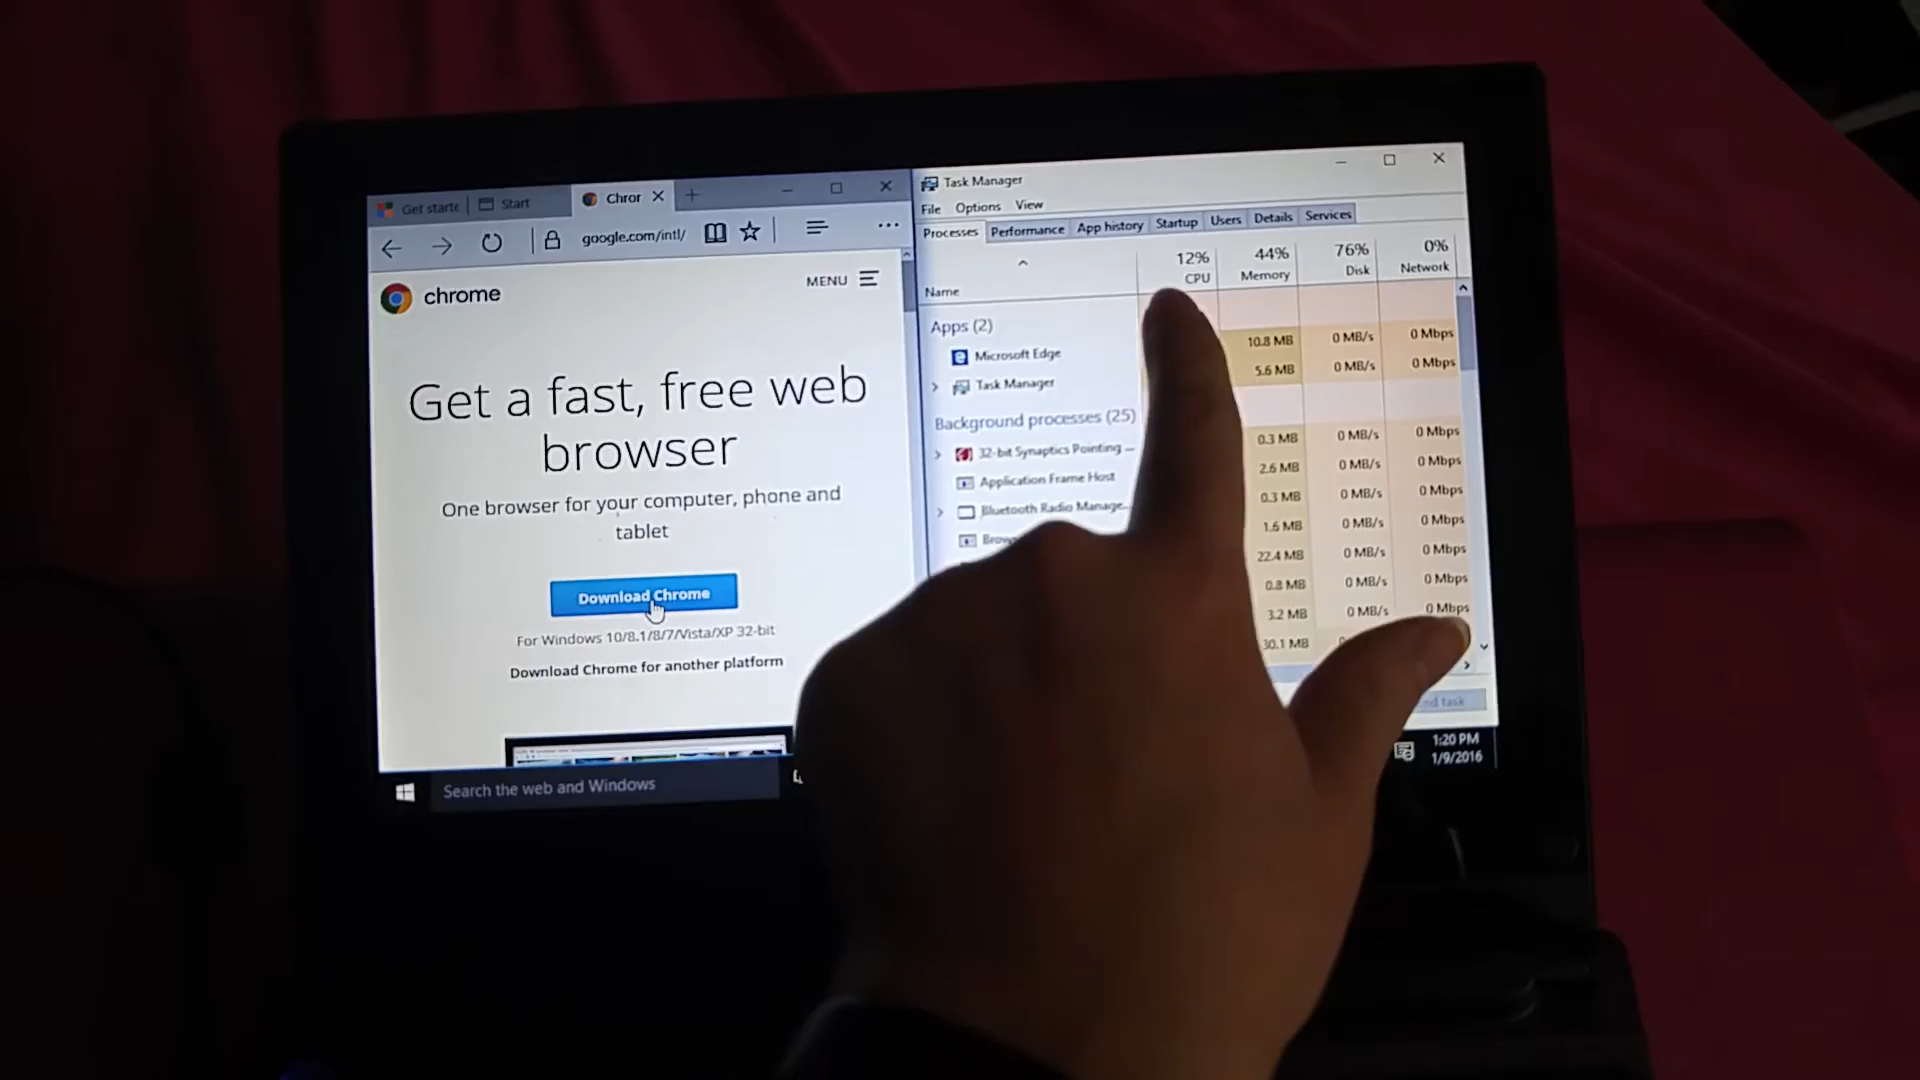 Get starte
Start
Chror
google.com/intl/
chrome
MENU
Get a fast, free web
browser
One browser for your computer, phone and
tablet
Download Chrome
For Windows 10/8.1/8/7/Vista/XP 32-bit
Download Chrome for another platform
Search the web and Windows
Task Manager
File Options View
Processes Performance App history Startup Users Details Services
12% 44% 76% 0%
Name CPU Memory Disk Network
Apps (2)
Microsoft Edge 10.8 MB 0 MB/s 0 Mbps
Task Manager 5.6 MB 0 MB/s 0 Mbps
Background processes (25)
32-bit Synaptics Pointing 0.3 MB 0 MB/s 0 Mbps
Application Frame Host 2.6 MB 0 MB/s 0 Mbps
Bluetooth Radio Manage... 0.3 MB 0 MB/s 0 Mbps
Brow 1.6 MB 0 MB/s 0 Mbps
22.4 MB 0 MB/s 0 Mbps
0.8 MB 0 MB/s 0 Mbps
3.2 MB 0 MB/s 0 Mbps
30.1 MB
nd task
1:20 PM
1/9/2016